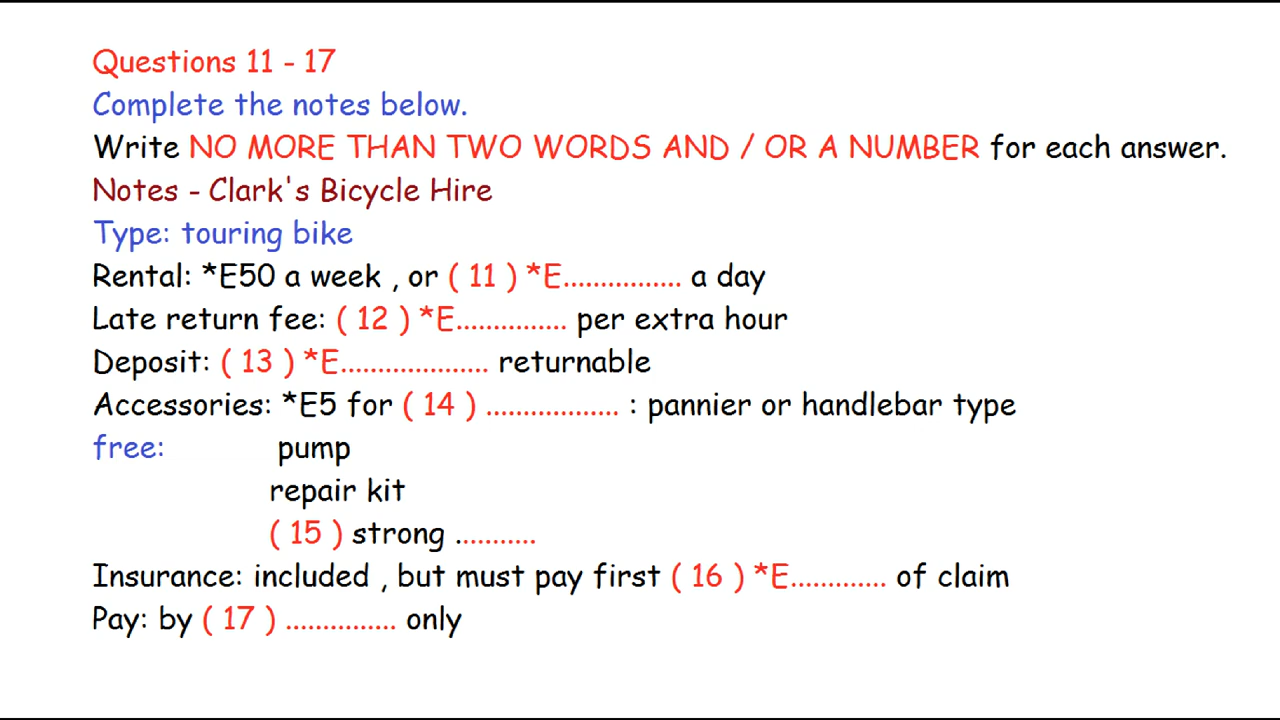 Questions 11 - 17
Complete the notes below.
Write NO MORE THAN TWO WORDS AND / OR A NUMBER for each answer.
Notes - Clark's Bicycle Hire
Type: touring bike
Rental: *E50 a week , or ( 11 ) *E................ a day
Late return fee: ( 12 ) *E............... per extra hour
Deposit: ( 13 ) *E.................... returnable
Accessories: *E5 for ( 14 ) .................. : pannier or handlebar type
free: pump
repair kit
( 15 ) strong ...........
Insurance: included , but must pay first ( 16 ) *E............. of claim
Pay: by ( 17 ) ............... only